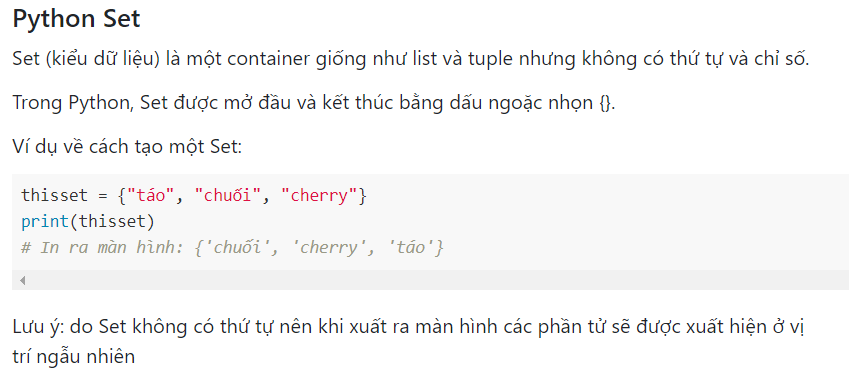 Python Set
Set (kiểu dữ liệu) là một container giống như list và tuple nhưng không có thứ tự và chỉ số.
Trong Python, Set được mở đầu và kết thúc bằng dấu ngoặc nhọn {}.
Ví dụ về cách tạo một Set:
thisset = {"táo", "chuối", "cherry"}
print(thisset)
# In ra màn hình: {'chuối', 'cherry', 'táo'}
Lưu ý: do Set không có thứ tự nên khi xuất ra màn hình các phần tử sẽ được xuất hiện ở vị
trí ngẫu nhiên